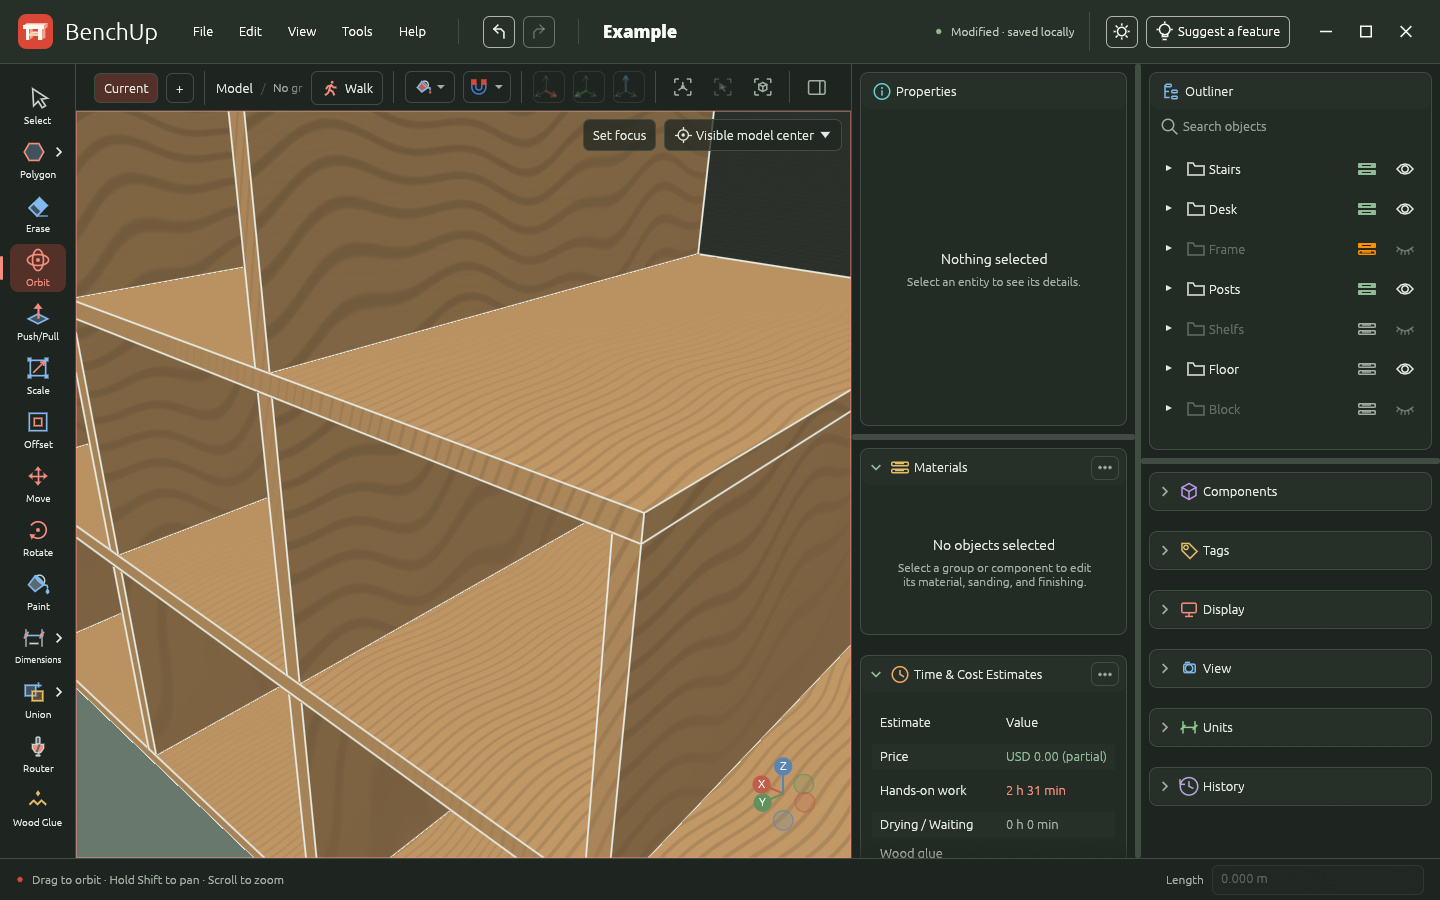 BenchUp
File
Edit
View
Tools
Help
Example
Modified · saved locally
Suggest a feature
Select
Polygon
Erase
Orbit
Push/Pull
Scale
Offset
Move
Rotate
Paint
Dimensions
Union
Router
Wood Glue
Current
+
Model / No gr
Walk
Set focus
Visible model center
Z
X
Y
Properties
Nothing selected
Select an entity to see its details.
Materials
No objects selected
Select a group or component to edit
its material, sanding, and finishing.
Time & Cost Estimates
Estimate Value
Price USD 0.00 (partial)
Hands-on work 2 h 31 min
Drying / Waiting 0 h 0 min
Wood glue
Outliner
Search objects
Stairs
Desk
Frame
Posts
Shelfs
Floor
Block
Components
Tags
Display
View
Units
History
Drag to orbit · Hold Shift to pan · Scroll to zoom
Length 0.000 m